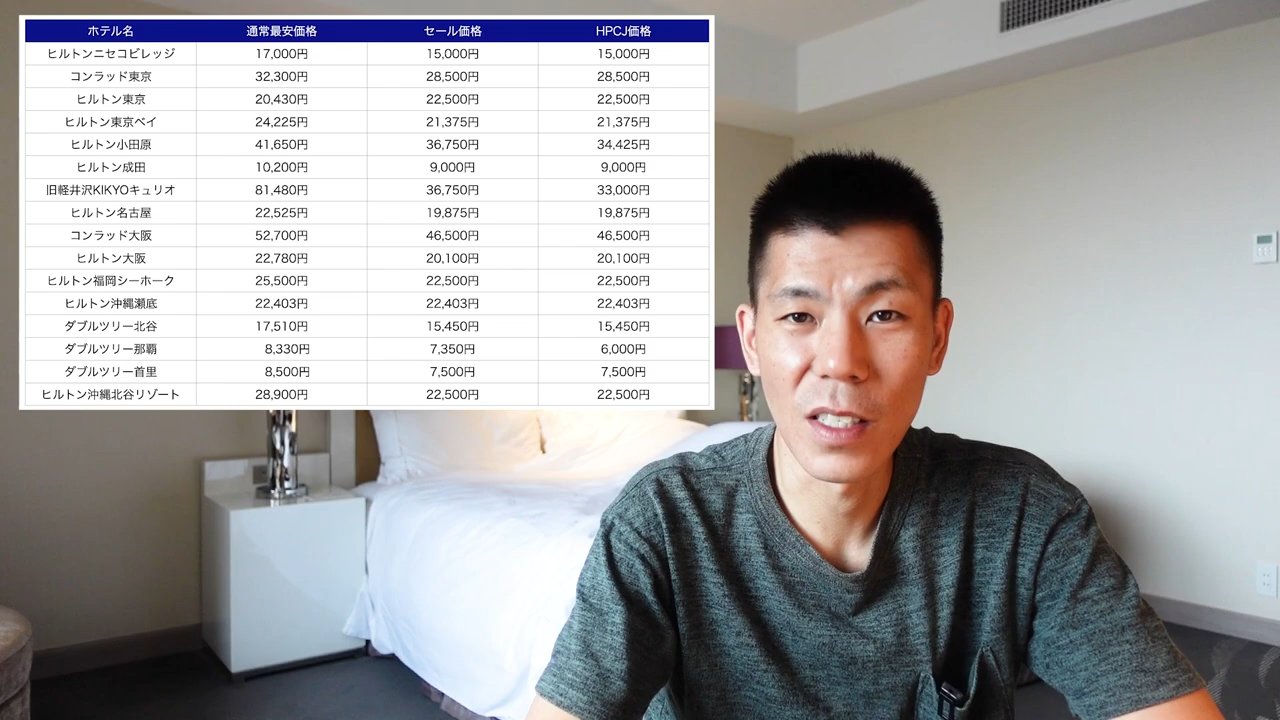 ホテル名 通常最安価格 セール価格 HPCJ価格
ヒルトンニセコビレッジ 17,000円 15,000円 15,000円
コンラッド東京 32,300円 28,500円 28,500円
ヒルトン東京 20,430円 22,500円 22,500円
ヒルトン東京ベイ 24,225円 21,375円 21,375円
ヒルトン小田原 41,650円 36,750円 34,425円
ヒルトン成田 10,200円 9,000円 9,000円
旧軽井沢KIKYOキュリオ 81,480円 36,750円 33,000円
ヒルトン名古屋 22,525円 19,875円 19,875円
コンラッド大阪 52,700円 46,500円 46,500円
ヒルトン大阪 22,780円 20,100円 20,100円
ヒルトン福岡シーホーク 25,500円 22,500円 22,500円
ヒルトン沖縄瀬底 22,403円 22,403円 22,403円
ダブルツリー北谷 17,510円 15,450円 15,450円
ダブルツリー那覇 8,330円 7,350円 6,000円
ダブルツリー首里 8,500円 7,500円 7,500円
ヒルトン沖縄北谷リゾート 28,900円 22,500円 22,500円